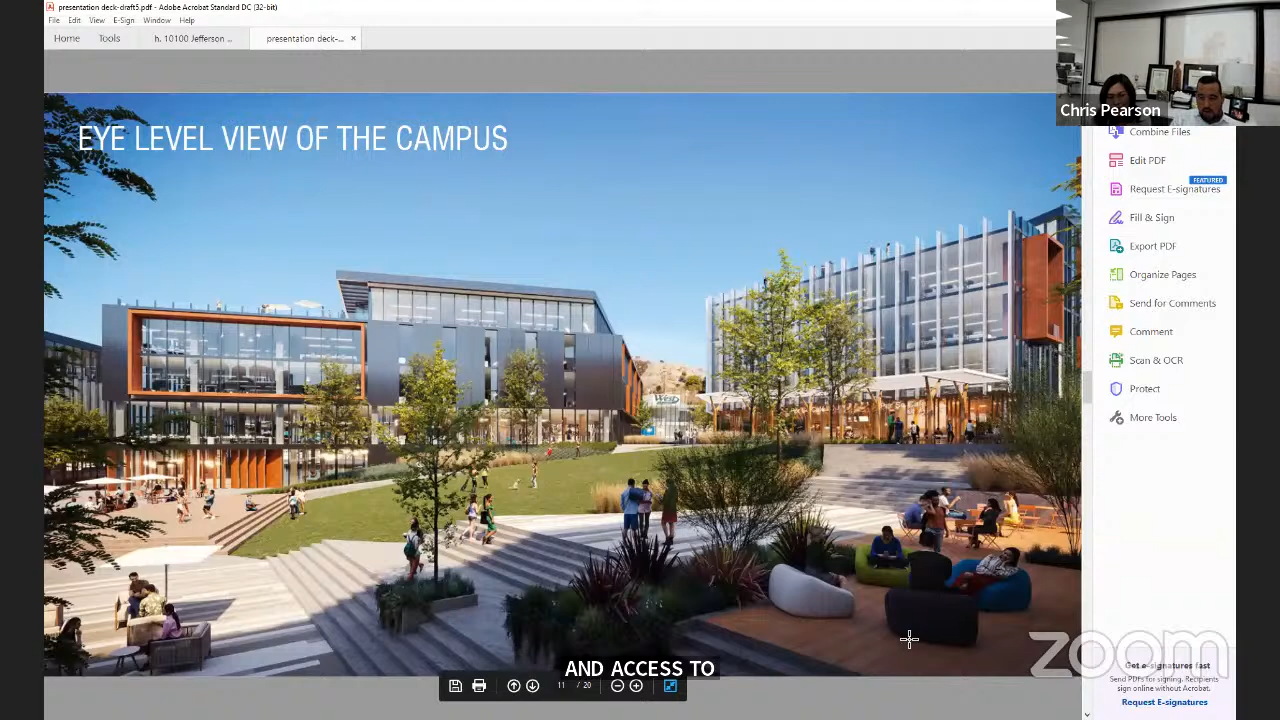 presentation deck-draft5.pdf - Adobe Acrobat Standard DC (32-bit)
File Edit View E-Sign Window Help
Home Tools h. 10100 Jefferson ... presentation deck-... ×
Chris Pearson
EYE LEVEL VIEW OF THE CAMPUS
Combine Files
Edit PDF
FEATURED
Request E-signatures
Fill & Sign
Export PDF
Organize Pages
Send for Comments
Comment
Scan & OCR
Protect
More Tools
West
zoom
Get e-signatures fast
Send PDFs for signing. Recipients
sign online without Acrobat.
Request E-signatures
AND ACCESS TO
11 / 20